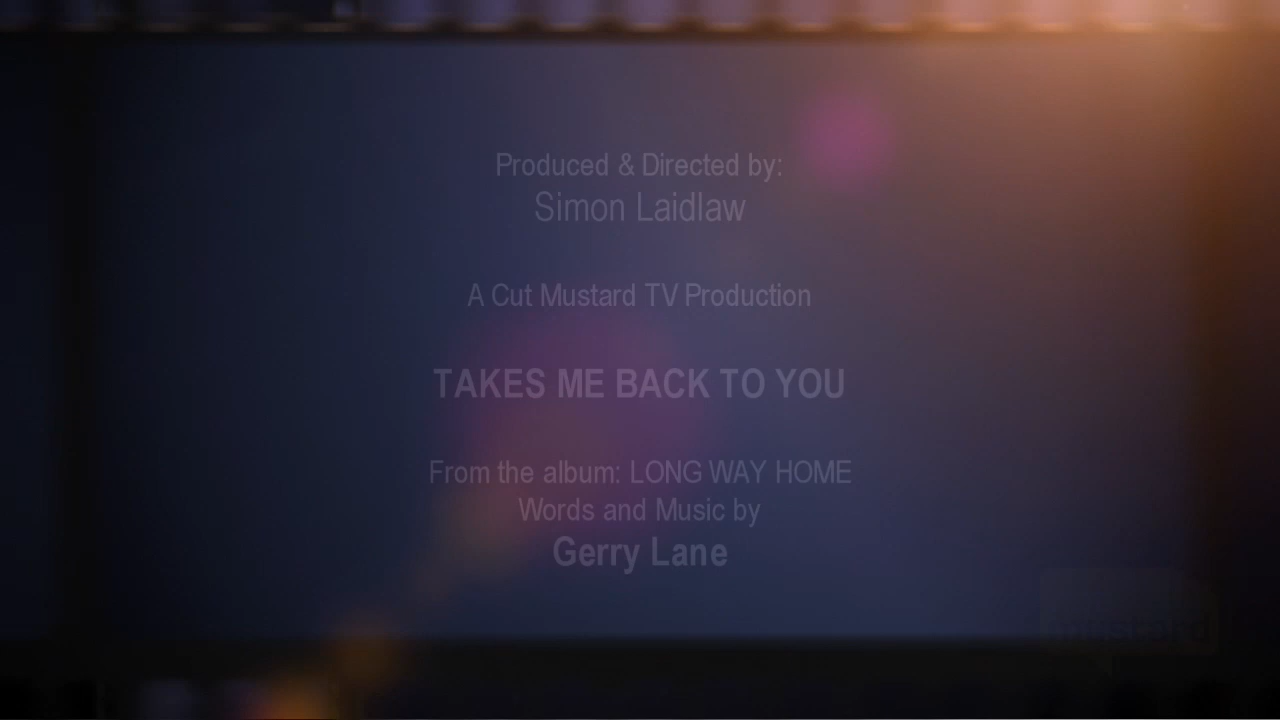 Produced & Directed by:
Simon Laidlaw
A Cut Mustard TV Production
TAKES ME BACK TO YOU
From the album: LONG WAY HOME
Words and Music by
Gerry Lane
mustard